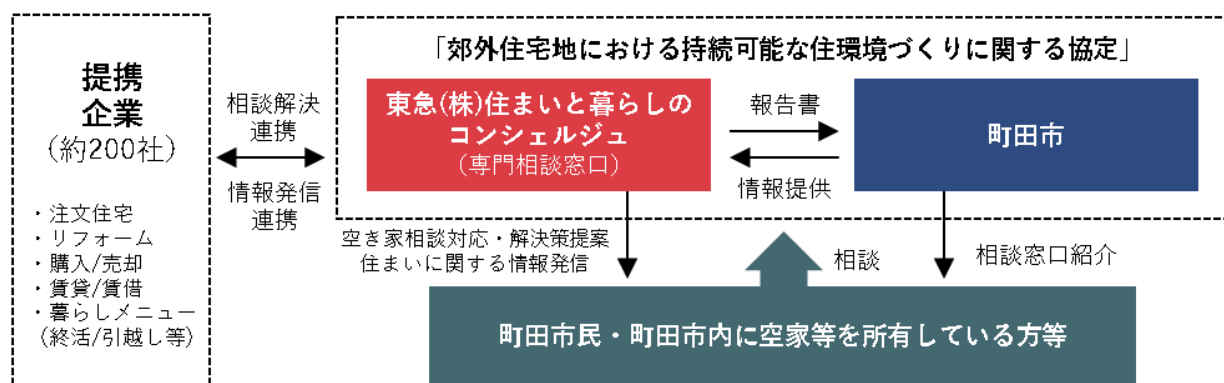 提携
企業
(約200社)
・注文住宅
・リフォーム
・購入/売却
・賃貸/賃借
・暮らしメニュー
(終活/引越し等)
相談解決
連携
情報発信
連携
「郊外住宅地における持続可能な住環境づくりに関する協定」
東急(株)住まいと暮らしの
コンシェルジュ
(専門相談窓口)
報告書
情報提供
町田市
空き家相談対応・解決策提案
住まいに関する情報発信
相談
相談窓口紹介
町田市民・町田市内に空家等を所有している方等